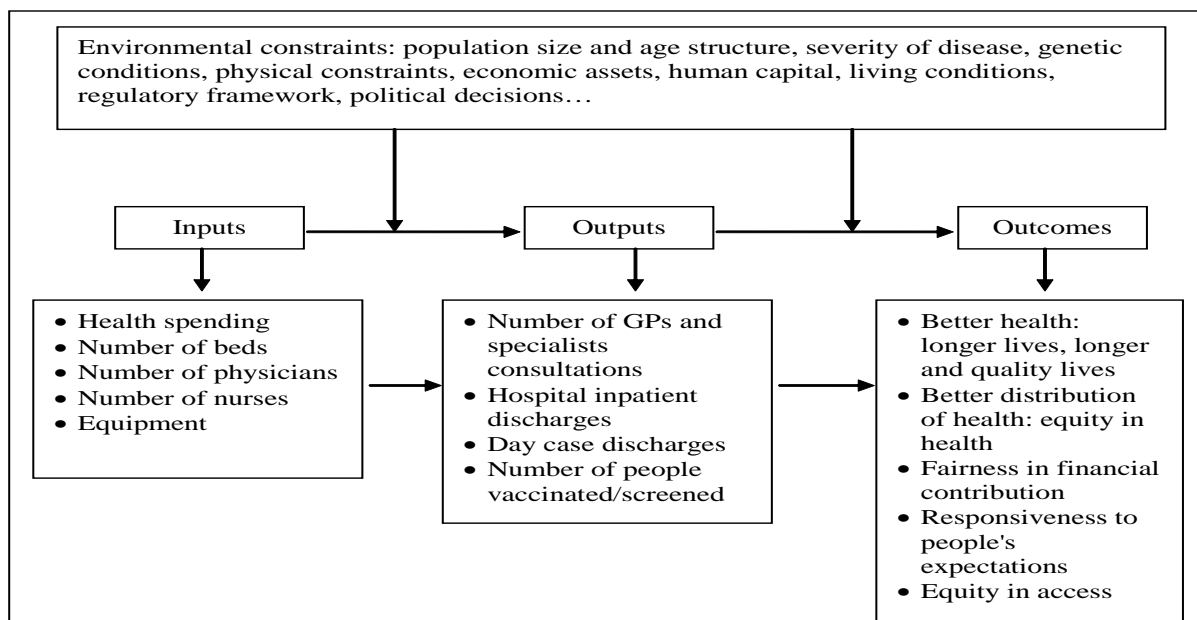 Environmental constraints: population size and age structure, severity of disease, genetic
conditions, physical constraints, economic assets, human capital, living conditions,
regulatory framework, political decisions…
Inputs
Outputs
Outcomes
• Health spending
• Number of beds
• Number of physicians
• Number of nurses
• Equipment
• Number of GPs and
specialists
consultations
• Hospital inpatient
discharges
• Day case discharges
• Number of people
vaccinated/screened
• Better health:
longer lives, longer
and quality lives
• Better distribution
of health: equity in
health
• Fairness in financial
contribution
• Responsiveness to
people's
expectations
• Equity in access